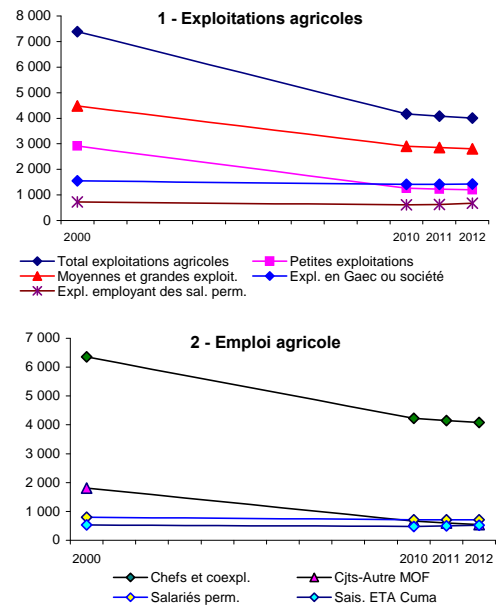 1 - Exploitations agricoles
8 000
7 000
6 000
5 000
4 000
3 000
2 000
1 000
0
2000 2010 2011 2012
Total exploitations agricoles Petites exploitations
Moyennes et grandes exploit. Expl. en Gaec ou société
Expl. employant des sal. perm.
2 - Emploi agricole
7 000
6 000
5 000
4 000
3 000
2 000
1 000
0
2000 2010 2011 2012
Chefs et coexpl. Cjts-Autre MOF
Salariés perm. Sais. ETA Cuma